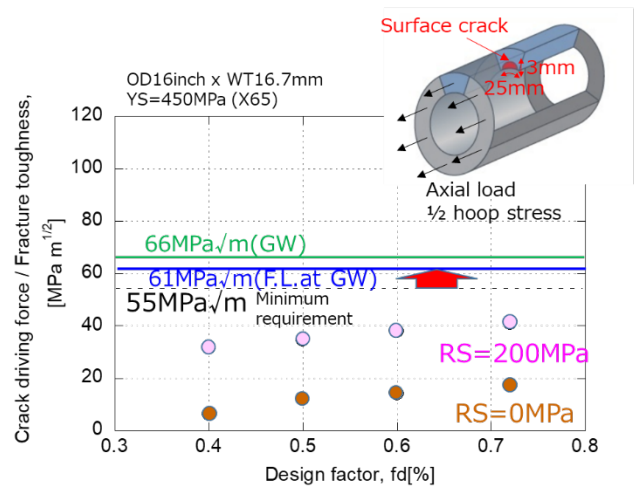 Surface crack
3mm
25mm
OD16inch x WT16.7mm
YS=450MPa (X65)
Axial load
½ hoop stress
Crack driving force / Fracture toughness,
[MPa m1/2]
120
100
80
60
40
20
0
66MPa√m(GW)
61MPa√m(F.L.at GW)
55MPa√m Minimum
requirement
RS=200MPa
RS=0MPa
0.3 0.4 0.5 0.6 0.7 0.8
Design factor, fd[%]